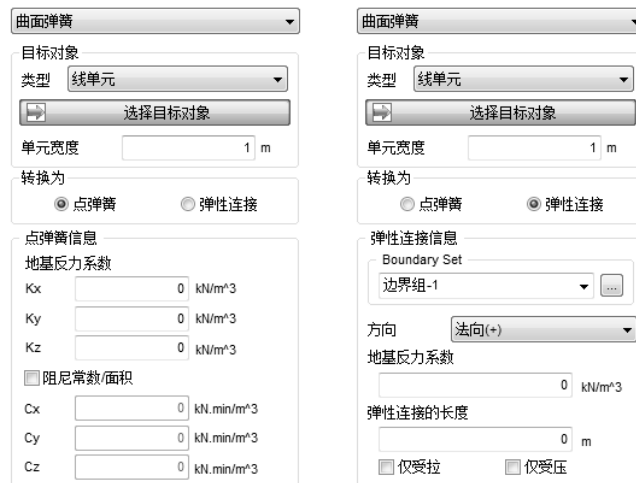 曲面弹簧
目标对象
类型 线单元
选择目标对象
单元宽度 1 m
转换为
点弹簧 弹性连接
点弹簧信息
地基反力系数
Kx 0 kN/m^3
Ky 0 kN/m^3
Kz 0 kN/m^3
阻尼常数/面积
Cx 0 kN.min/m^3
Cy 0 kN.min/m^3
Cz 0 kN.min/m^3
曲面弹簧
目标对象
类型 线单元
选择目标对象
单元宽度 1 m
转换为
点弹簧 弹性连接
弹性连接信息
Boundary Set
边界组-1 ...
方向 法向(+)
地基反力系数
0 kN/m^3
弹性连接的长度
0 m
仅受拉 仅受压